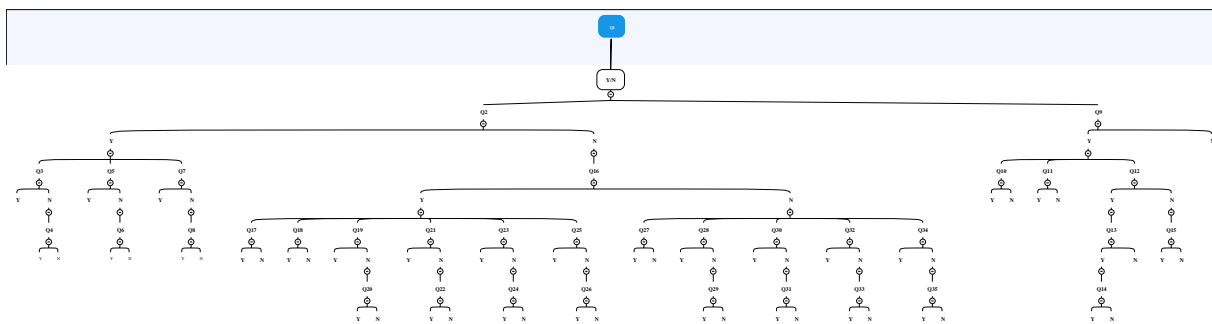 Y/N
Q2 Q9
Y N Y
Q3 Q5 Q7 Q16 Q10 Q11 Q12
Y N Y N Y N Y N Y N Y N Y N
Q4 Q6 Q8 Q17 Q18 Q19 Q21 Q23 Q25 Q27 Q28 Q30 Q32 Q34 Q13 Q15
Y N Y N Y N Y N Y N Y N Y N Y N Y N Y N Y N Y N Y N Y N Y N Y N
Q20 Q22 Q24 Q26 Q29 Q31 Q33 Q35 Q14
Y N Y N Y N Y N Y N Y N Y N Y N Y N